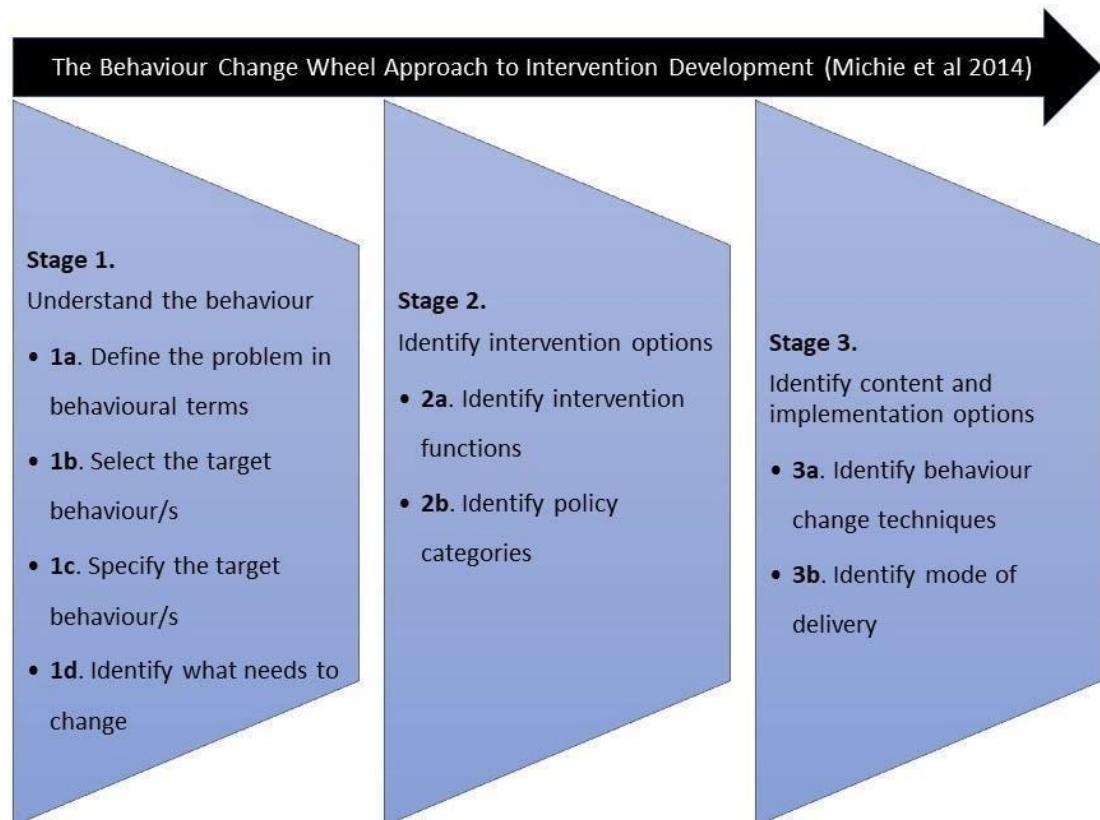 The Behaviour Change Wheel Approach to Intervention Development (Michie et al 2014)
Stage 1.
Understand the behaviour
• 1a. Define the problem in
behavioural terms
• 1b. Select the target
behaviour/s
• 1c. Specify the target
behaviour/s
• 1d. Identify what needs to
change
Stage 2.
Identify intervention options
• 2a. Identify intervention
functions
• 2b. Identify policy
categories
Stage 3.
Identify content and
implementation options
• 3a. Identify behaviour
change techniques
• 3b. Identify mode of
delivery